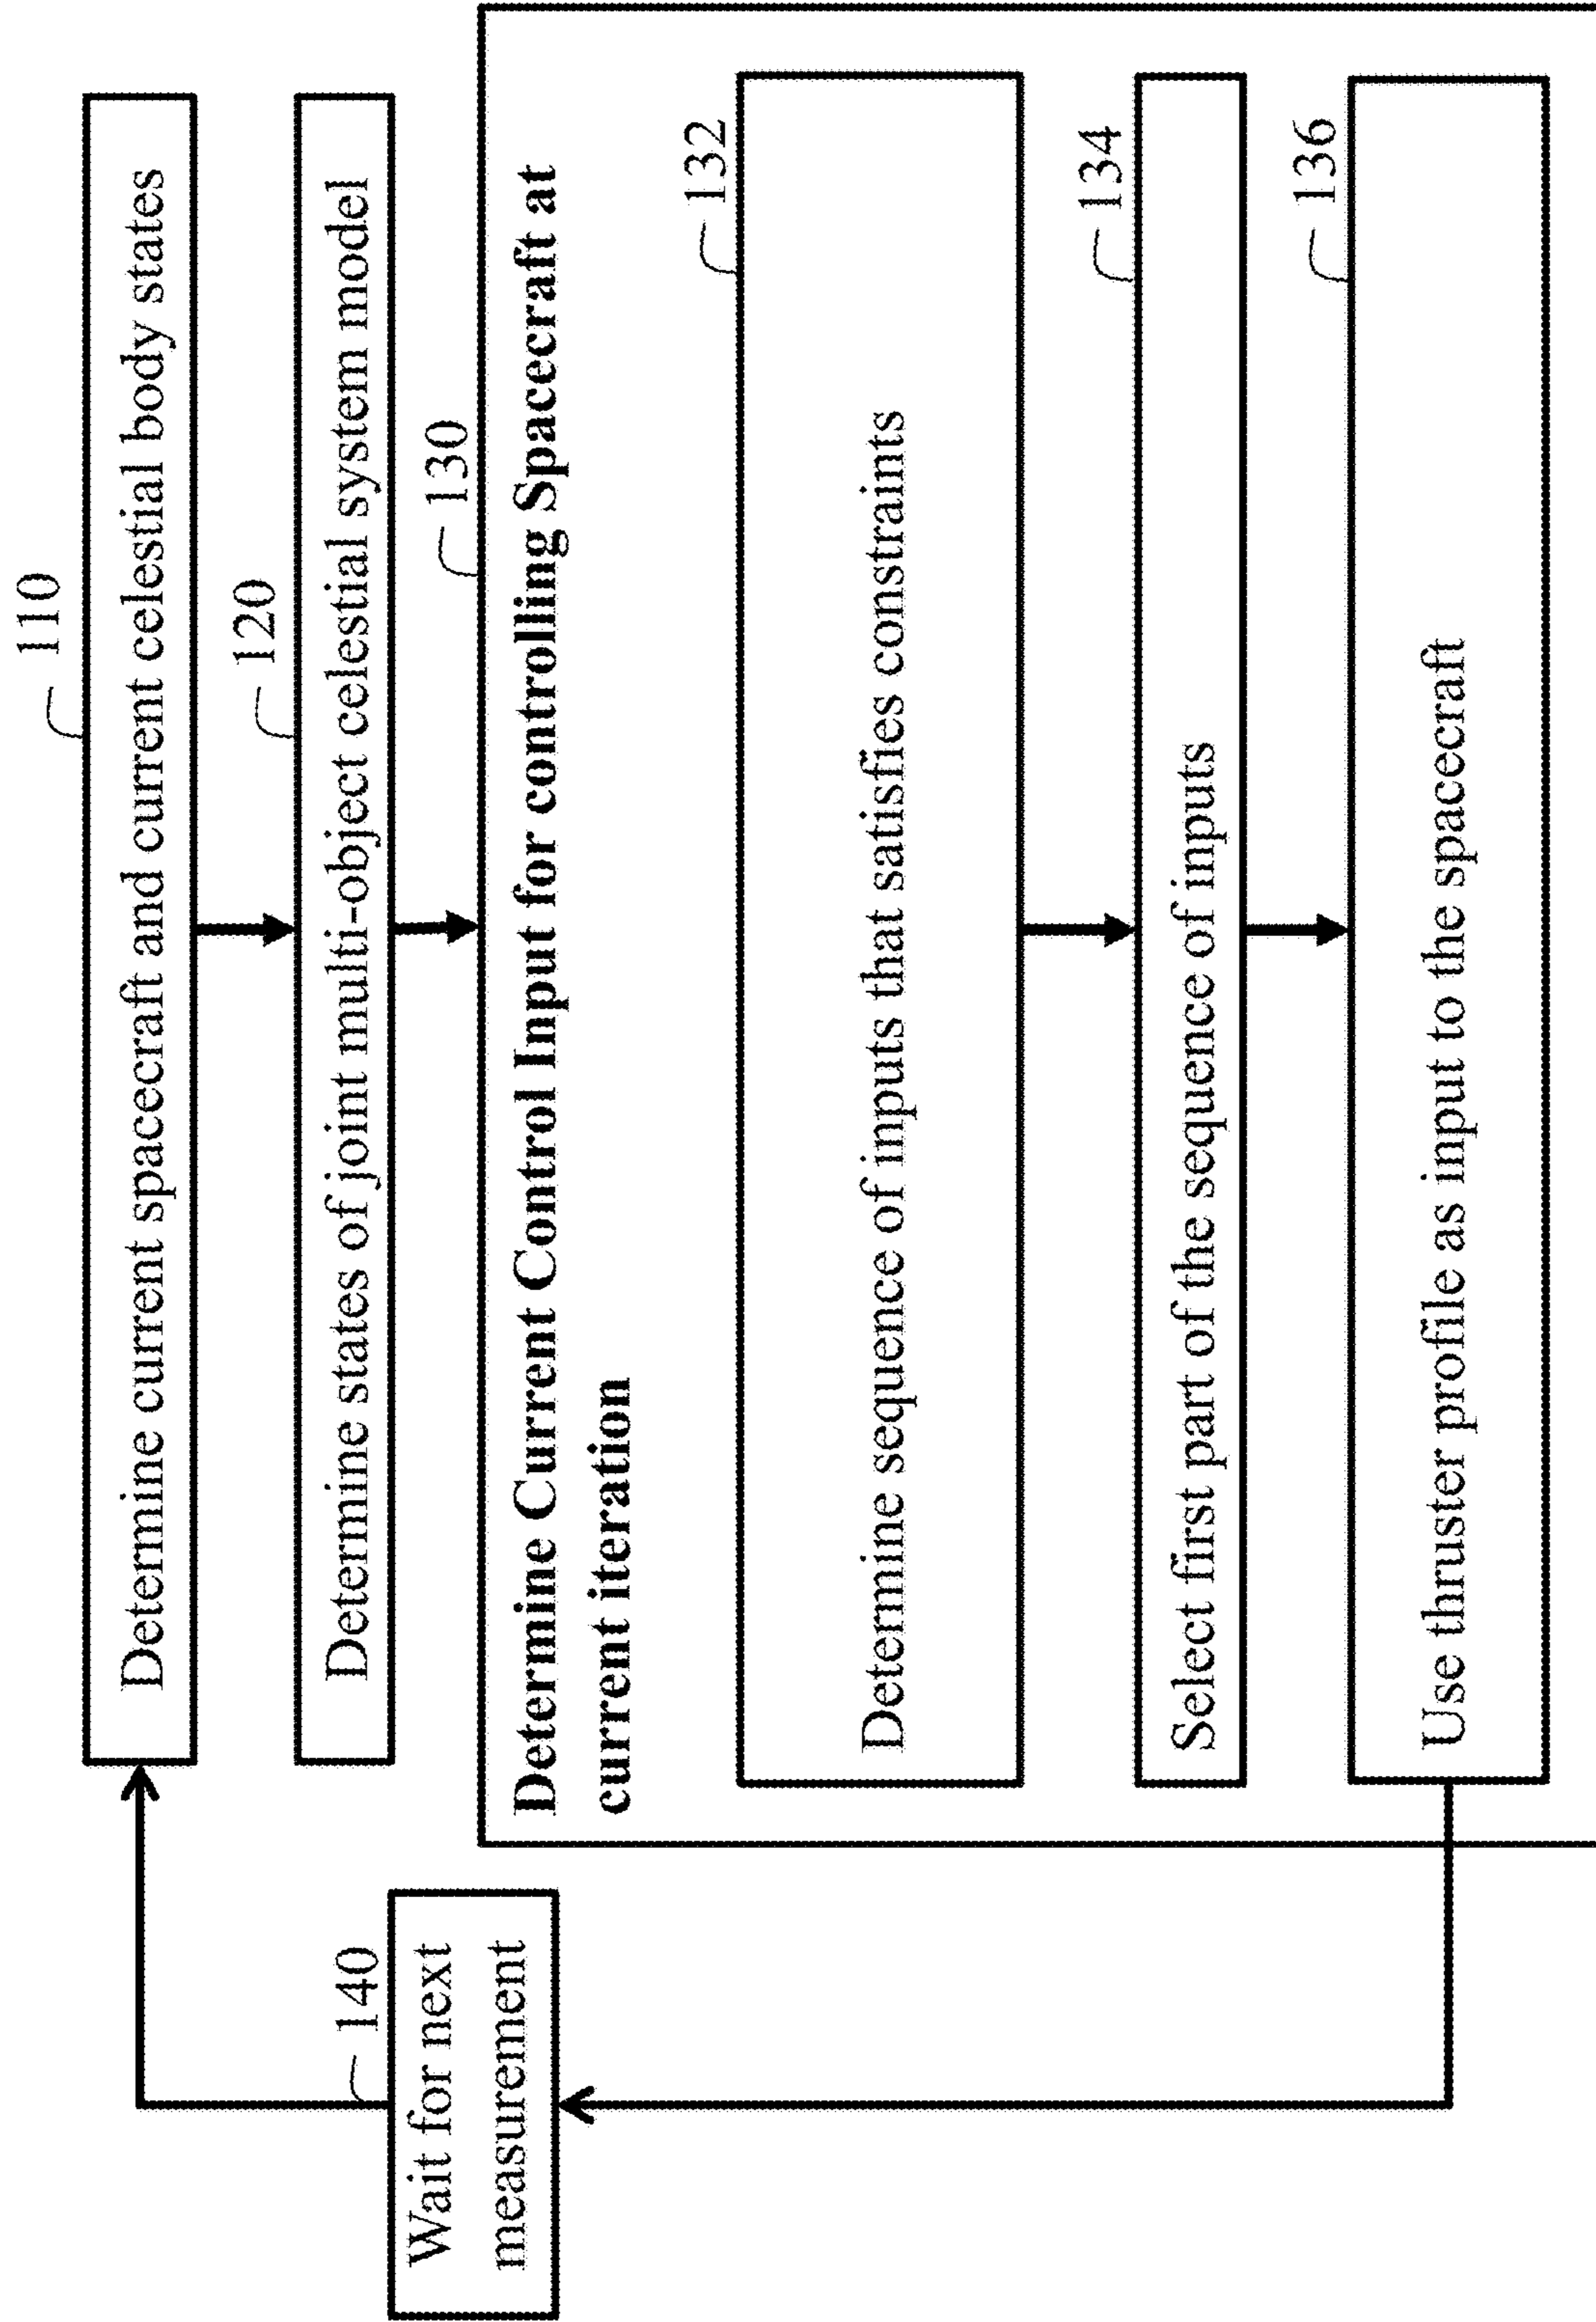 110
Determine current spacecraft and current celestial body states
120
Determine states of joint multi-object celestial system model
130
Determine Current Control Input for controlling Spacecraft at
current iteration
132
Determine sequence of inputs that satisfies constraints
134
Select first part of the sequence of inputs
136
Use thruster profile as input to the spacecraft
140
Wait for next
measurement